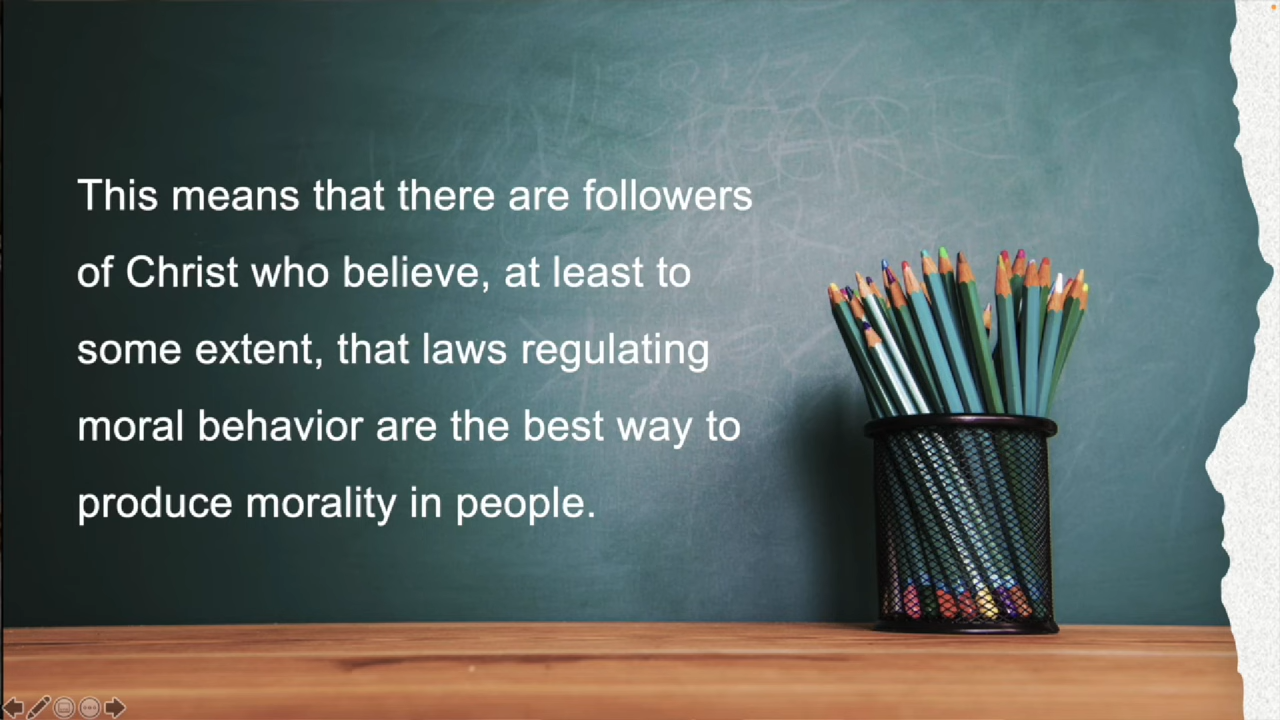 This means that there are followers
of Christ who believe, at least to
some extent, that laws regulating
moral behavior are the best way to
produce morality in people.